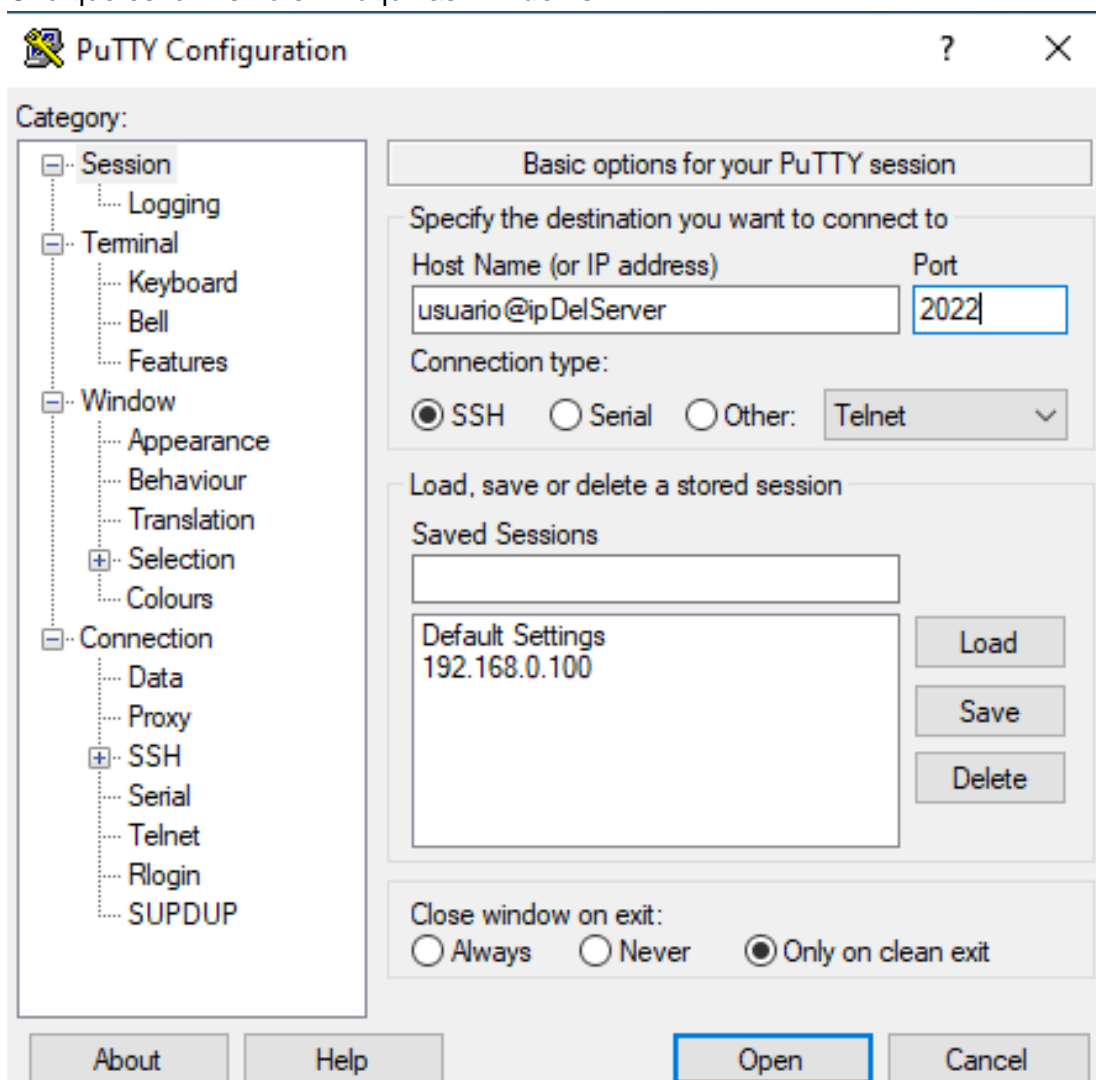 PuTTY Configuration ? ×
Category:
Session
Logging
Terminal
Keyboard
Bell
Features
Window
Appearance
Behaviour
Translation
Selection
Colours
Connection
Data
Proxy
SSH
Serial
Telnet
Rlogin
SUPDUP
Basic options for your PuTTY session
Specify the destination you want to connect to
Host Name (or IP address) Port
usuario@ipDelServer 2022
Connection type:
SSH Serial Other: Telnet
Load, save or delete a stored session
Saved Sessions
Default Settings
192.168.0.100
Load
Save
Delete
Close window on exit:
Always Never Only on clean exit
About Help Open Cancel